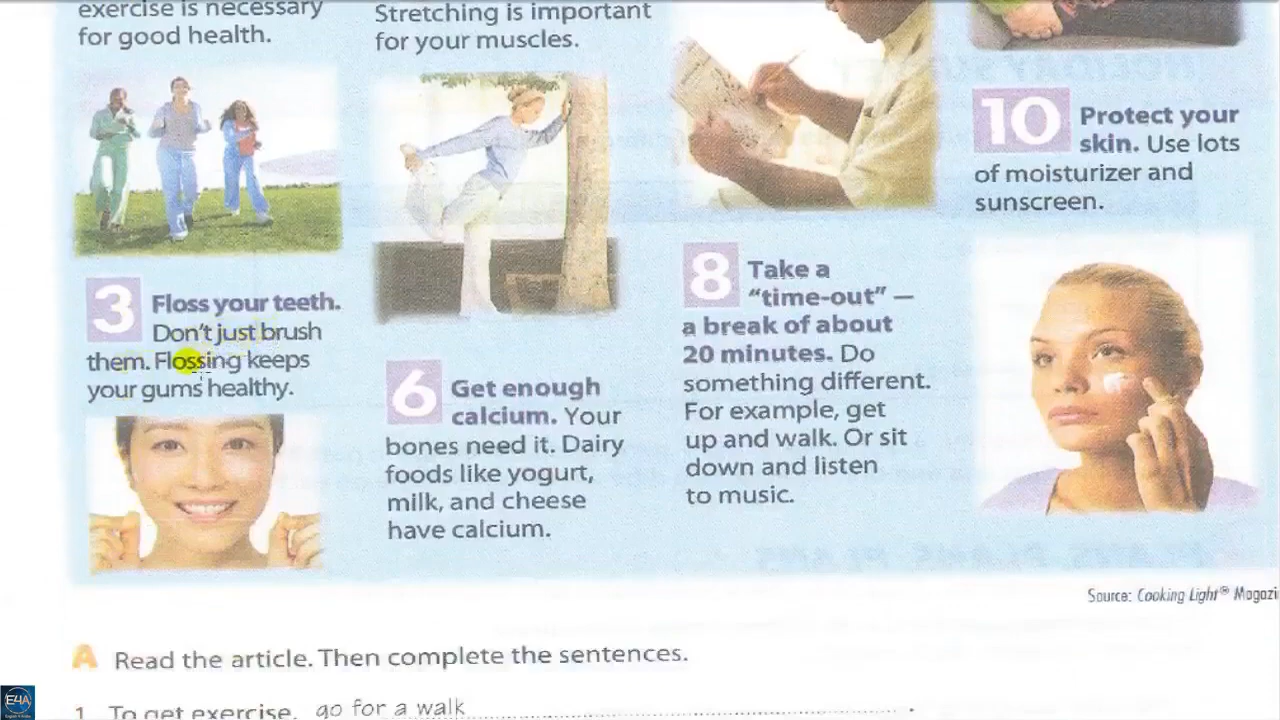 exercise is necessary
for good health.
3 Floss your teeth.
Don't just brush
them. Flossing keeps
your gums healthy.
Stretching is important
for your muscles.
6 Get enough
calcium. Your
bones need it. Dairy
foods like yogurt,
milk, and cheese
have calcium.
8 Take a
“time-out” —
a break of about
20 minutes. Do
something different.
For example, get
up and walk. Or sit
down and listen
to music.
10 Protect your
skin. Use lots
of moisturizer and
sunscreen.
Source: Cooking Light® Magazi
A Read the article. Then complete the sentences.
1. To get exercise, go for a walk .
E4A